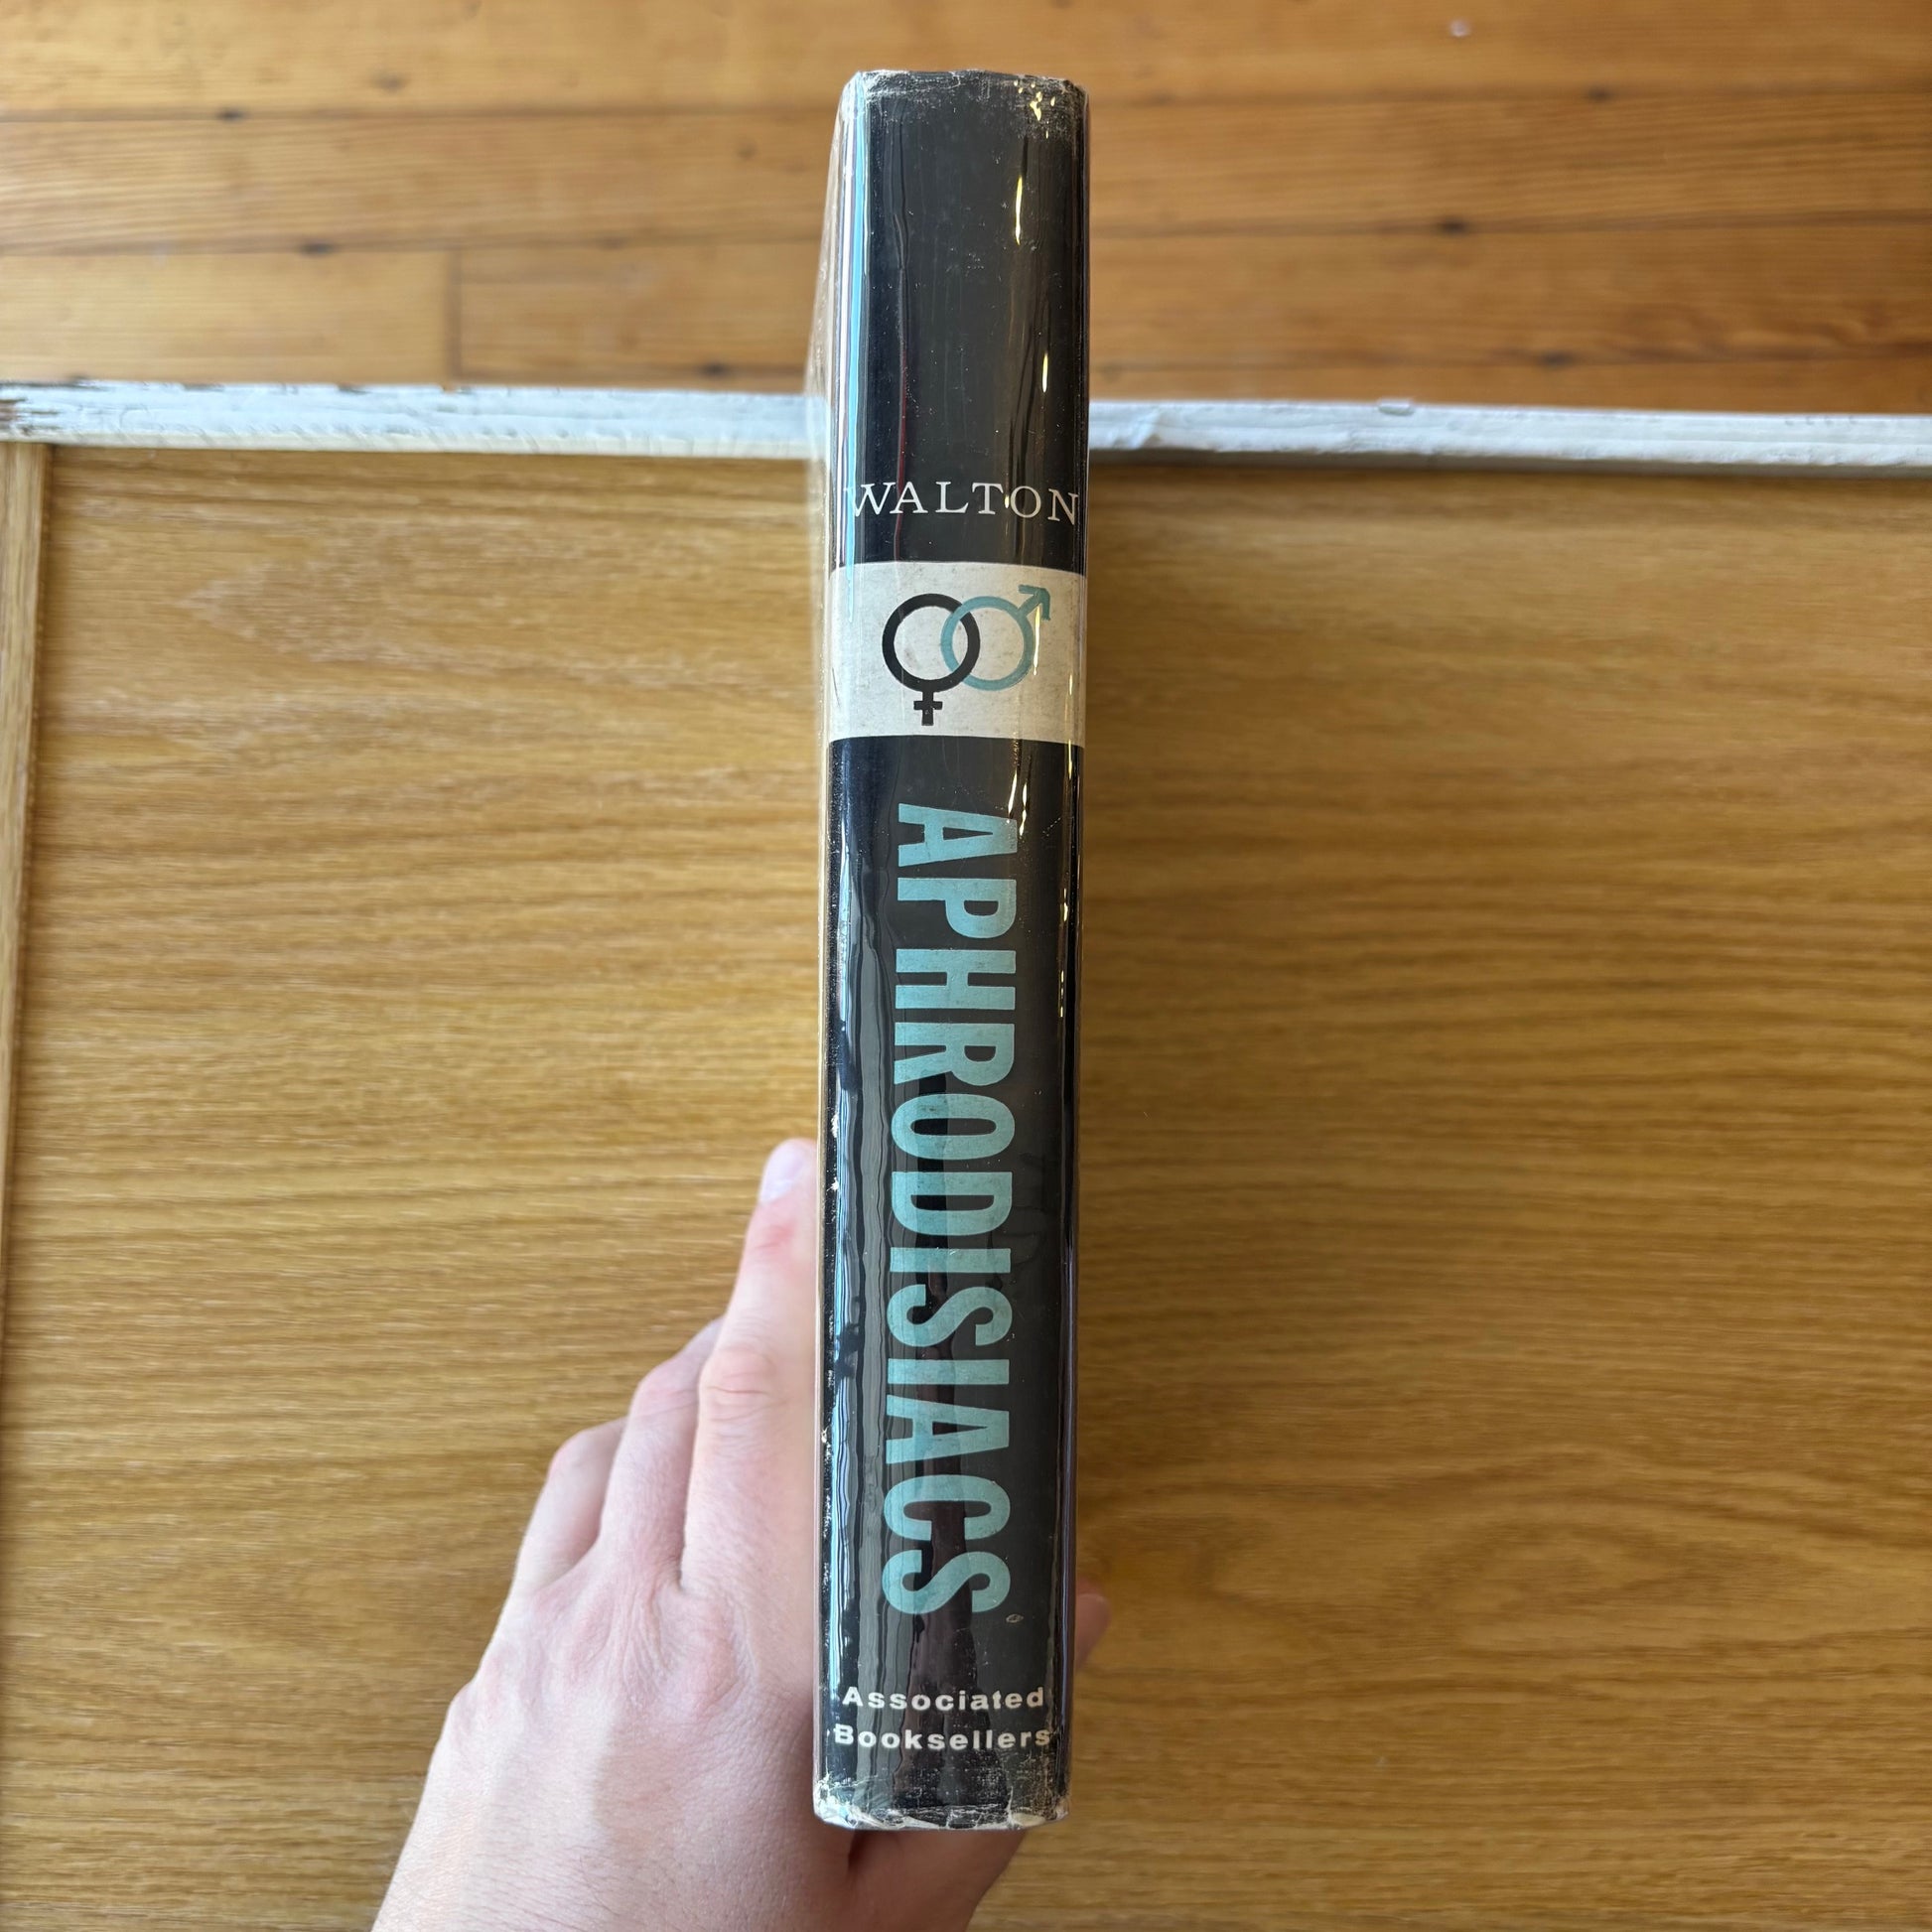 WALTON
APHRODISIACS
Associated
Booksellers